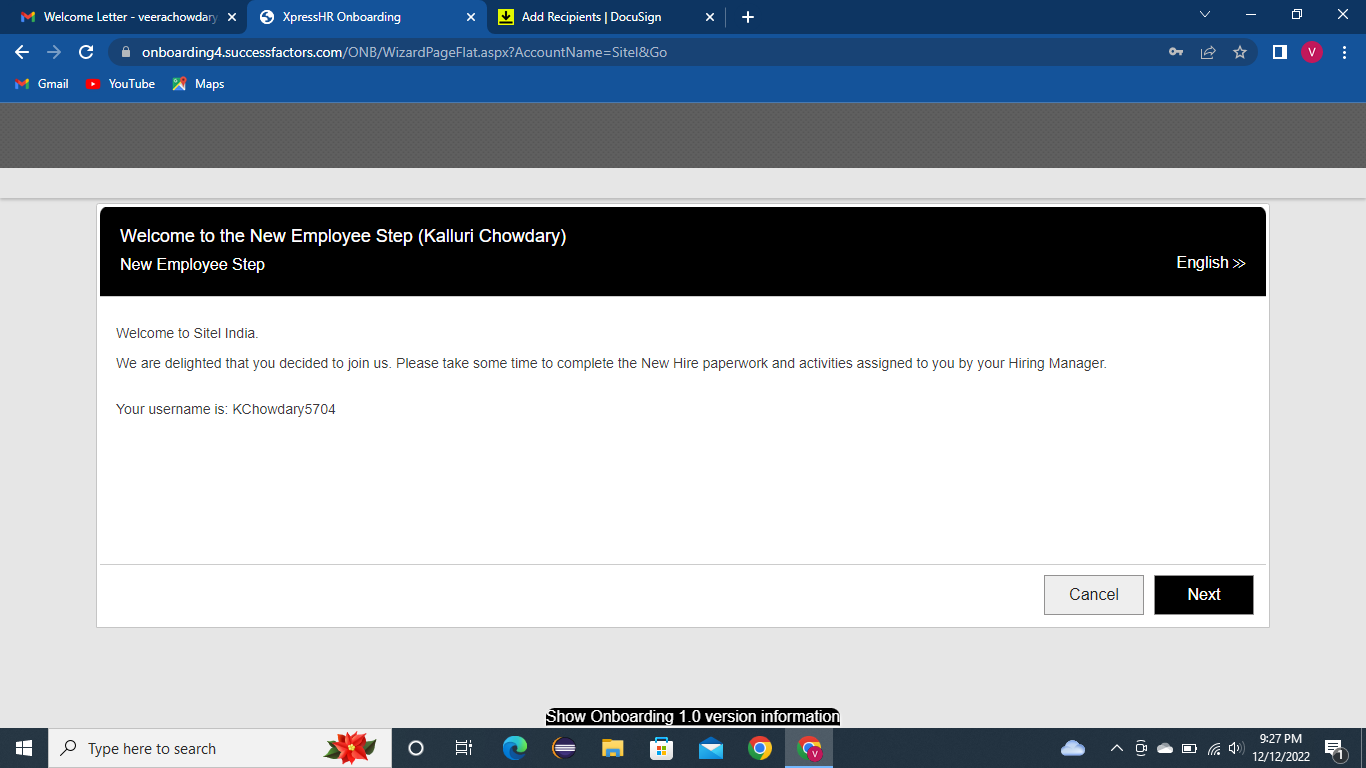 Welcome Letter - veerachowdary
XpressHR Onboarding
Add Recipients | DocuSign
onboarding4.successfactors.com/ONB/WizardPageFlat.aspx?AccountName=Sitel&Go
V
Gmail
YouTube
Maps
Welcome to the New Employee Step (Kalluri Chowdary)
New Employee Step
English >>
Welcome to Sitel India.
We are delighted that you decided to join us. Please take some time to complete the New Hire paperwork and activities assigned to you by your Hiring Manager.
Your username is: KChowdary5704
Cancel
Next
Show Onboarding 1.0 version information
Type here to search
V
9:27 PM
12/12/2022
1